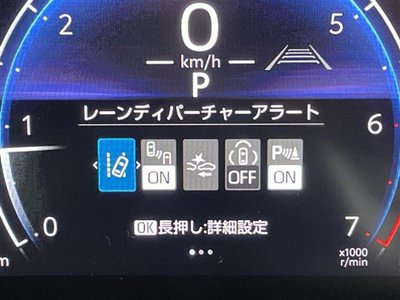 2
0
5
km/h
P
レーンディパーチャーアラート
1
6
ON
OFF
P
ON
OK長押し:詳細設定
0
7
m
x1000
r/min